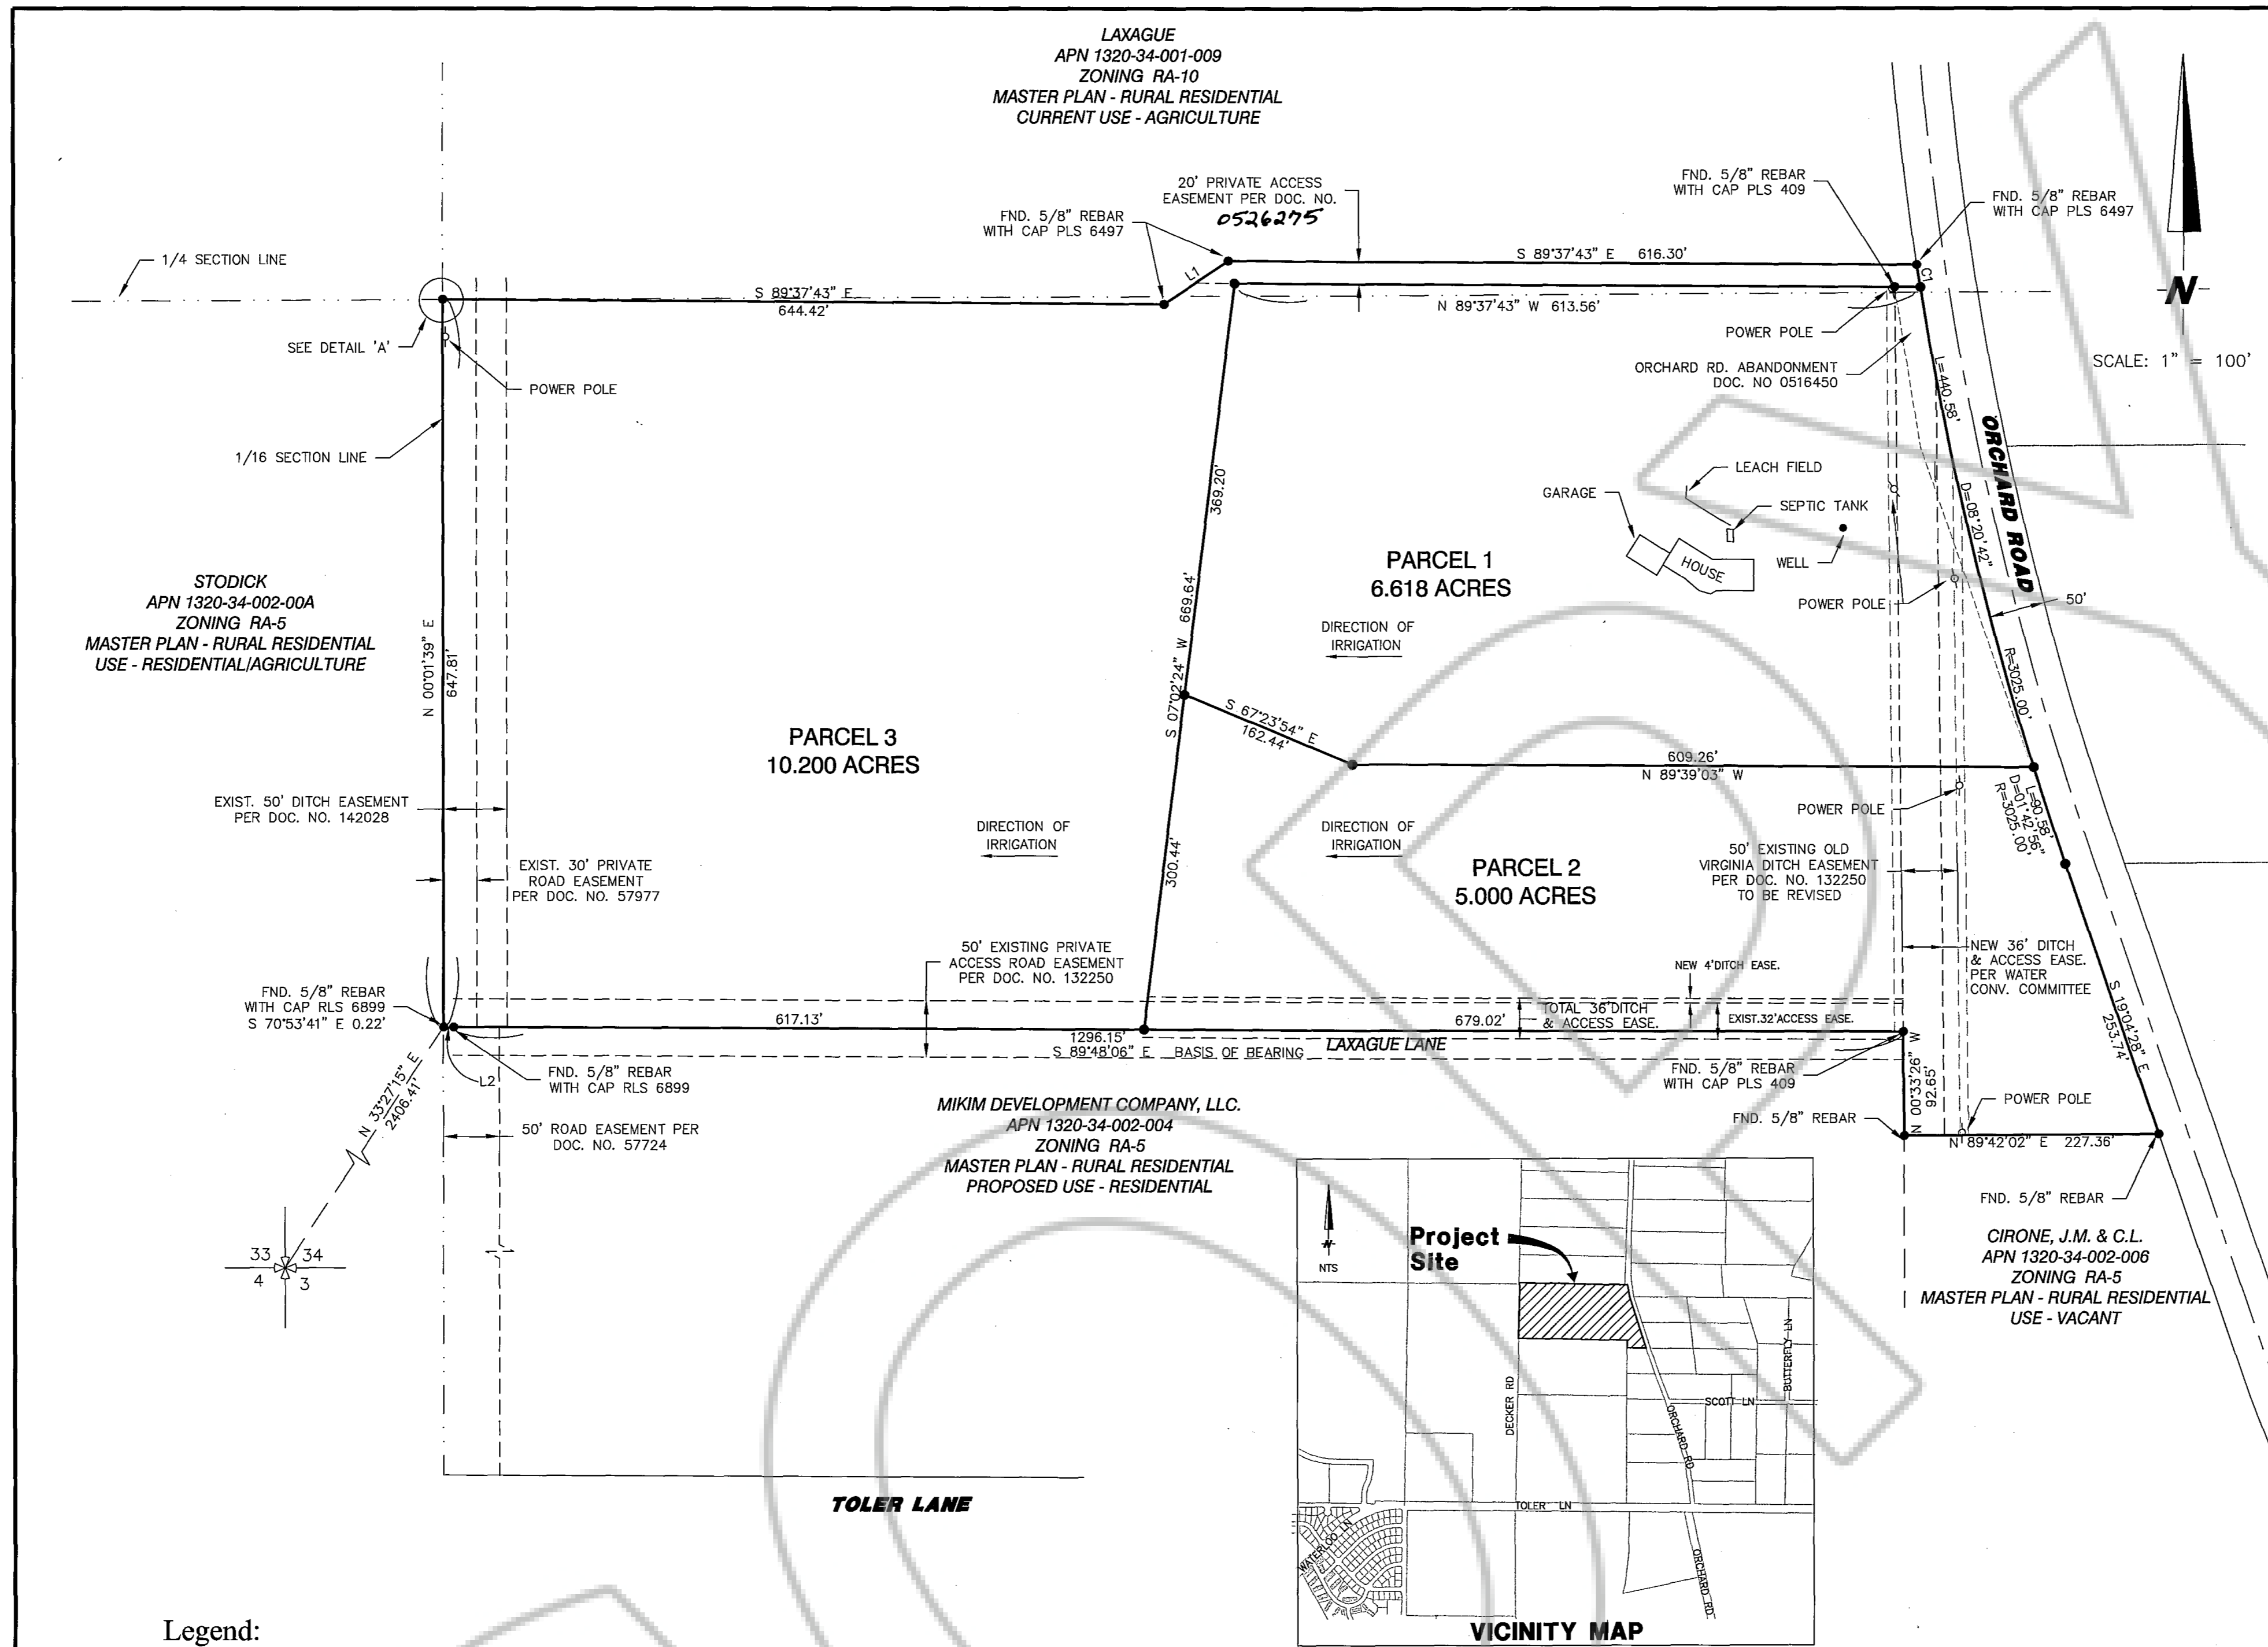 LAXAGUE
APN 1320-34-001-009
ZONING RA-10
MASTER PLAN - RURAL RESIDENTIAL
CURRENT USE - AGRICULTURE
20' PRIVATE ACCESS
EASEMENT PER DOC. NO.
0526275
FND. 5/8" REBAR
WITH CAP PLS 6497
FND. 5/8" REBAR
WITH CAP PLS 409
FND. 5/8" REBAR
WITH CAP PLS 6497
1/4 SECTION LINE
S 89°37'43" E
644.42'
L1
S 89°37'43" E 616.30'
C1
N 89°37'43" W 613.56'
N
SCALE: 1" = 100'
SEE DETAIL 'A'
POWER POLE
1/16 SECTION LINE
POWER POLE
ORCHARD RD. ABANDONMENT
DOC. NO 0516450
L=440.58'
D=08°20'42"
R=3025.00'
ORCHARD ROAD
50'
369.20'
LEACH FIELD
GARAGE
SEPTIC TANK
HOUSE
WELL
POWER POLE
PARCEL 1
6.618 ACRES
DIRECTION OF
IRRIGATION
STODICK
APN 1320-34-002-00A
ZONING RA-5
MASTER PLAN - RURAL RESIDENTIAL
USE - RESIDENTIAL/AGRICULTURE
N 00°01'39" E
647.81'
S 07°02'24" W 669.64'
S 67°23'54" E
162.44'
PARCEL 3
10.200 ACRES
609.26'
N 89°39'03" W
L=90.58'
D=01°42'56"
R=3025.00'
POWER POLE
EXIST. 50' DITCH EASEMENT
PER DOC. NO. 142028
EXIST. 30' PRIVATE
ROAD EASEMENT
PER DOC. NO. 57977
DIRECTION OF
IRRIGATION
DIRECTION OF
IRRIGATION
300.44'
PARCEL 2
5.000 ACRES
50' EXISTING OLD
VIRGINIA DITCH EASEMENT
PER DOC. NO. 132250
TO BE REVISED
50' EXISTING PRIVATE
ACCESS ROAD EASEMENT
PER DOC. NO. 132250
NEW 4'DITCH EASE.
NEW 36' DITCH
& ACCESS EASE.
PER WATER
CONV. COMMITTEE
FND. 5/8" REBAR
WITH CAP RLS 6899
S 70°53'41" E 0.22'
617.13'
679.02'
TOTAL 36'DITCH
& ACCESS EASE.
EXIST.32'ACCESS EASE.
1296.15'
S 89°48'06" E BASIS OF BEARING
LAXAGUE LANE
S 19°04'28" E
253.74'
L2
FND. 5/8" REBAR
WITH CAP RLS 6899
FND. 5/8" REBAR
WITH CAP PLS 409
N 00°33'26" W
92.65'
N 33°27'15" E
2406.41'
50' ROAD EASEMENT PER
DOC. NO. 57724
MIKIM DEVELOPMENT COMPANY, LLC.
APN 1320-34-002-004
ZONING RA-5
MASTER PLAN - RURAL RESIDENTIAL
PROPOSED USE - RESIDENTIAL
FND. 5/8" REBAR
POWER POLE
N 89°42'02" E 227.36'
FND. 5/8" REBAR
CIRONE, J.M. & C.L.
APN 1320-34-002-006
ZONING RA-5
MASTER PLAN - RURAL RESIDENTIAL
USE - VACANT
33 34
4 3
N
NTS
Project
Site
DECKER RD
SCOTT LN
BUTTERFLY LN
ORCHARD RD
TOLER LN
WATERLOO LN
ORCHARD RD
VICINITY MAP
TOLER LANE
Legend: